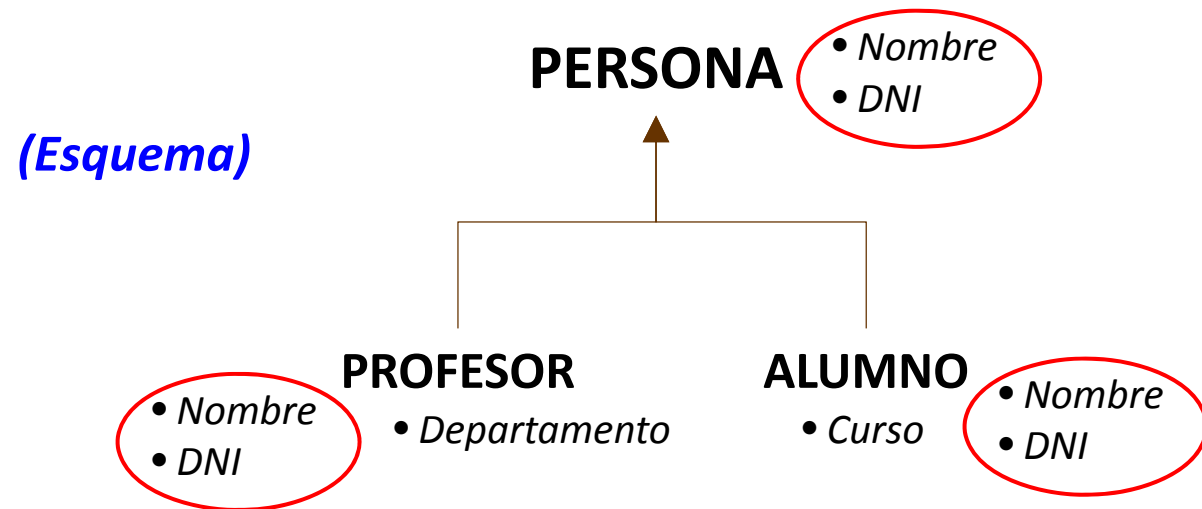 PERSONA
• Nombre
• DNI
(Esquema)
PROFESOR
• Nombre
• DNI
• Departamento
ALUMNO
• Curso
• Nombre
• DNI